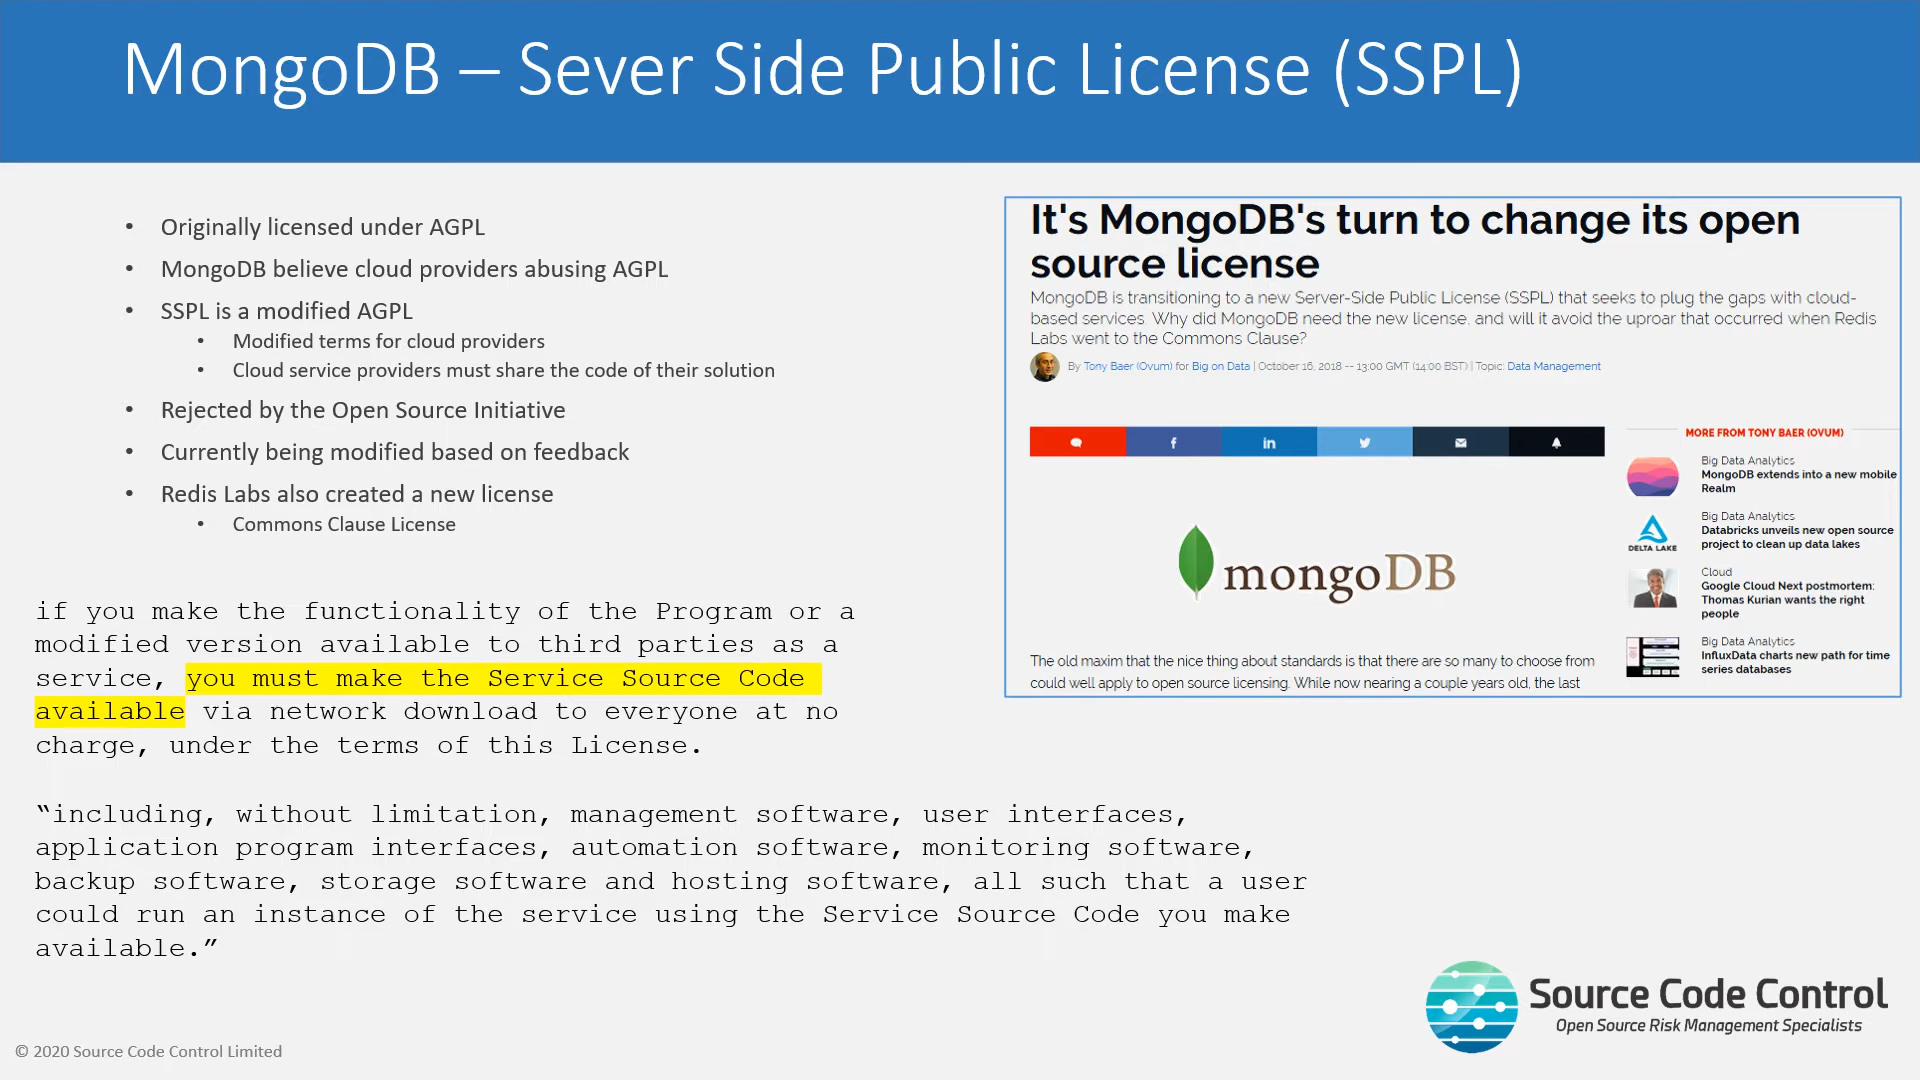 MongoDB – Sever Side Public License (SSPL)
• Originally licensed under AGPL
• MongoDB believe cloud providers abusing AGPL
• SSPL is a modified AGPL
• Modified terms for cloud providers
• Cloud service providers must share the code of their solution
• Rejected by the Open Source Initiative
• Currently being modified based on feedback
• Redis Labs also created a new license
• Commons Clause License
if you make the functionality of the Program or a
modified version available to third parties as a
service, you must make the Service Source Code
available via network download to everyone at no
charge, under the terms of this License.
“including, without limitation, management software, user interfaces,
application program interfaces, automation software, monitoring software,
backup software, storage software and hosting software, all such that a user
could run an instance of the service using the Service Source Code you make
available.”
It's MongoDB's turn to change its open
source license
MongoDB is transitioning to a new Server-Side Public License (SSPL) that seeks to plug the gaps with cloud-
based services. Why did MongoDB need the new license, and will it avoid the uproar that occurred when Redis
Labs went to the Commons Clause?
By Tony Baer (Ovum) for Big on Data | October 16, 2018 -- 13:00 GMT (14:00 BST) | Topic: Data Management
mongoDB
The old maxim that the nice thing about standards is that there are so many to choose from
could well apply to open source licensing. While now nearing a couple years old, the last
MORE FROM TONY BAER (OVUM)
Big Data Analytics
MongoDB extends into a new mobile
Realm
DELTA LAKE
Big Data Analytics
Databricks unveils new open source
project to clean up data lakes
Cloud
Google Cloud Next postmortem:
Thomas Kurian wants the right
people
Big Data Analytics
InfluxData charts new path for time
series databases
Source Code Control
Open Source Risk Management Specialists
© 2020 Source Code Control Limited